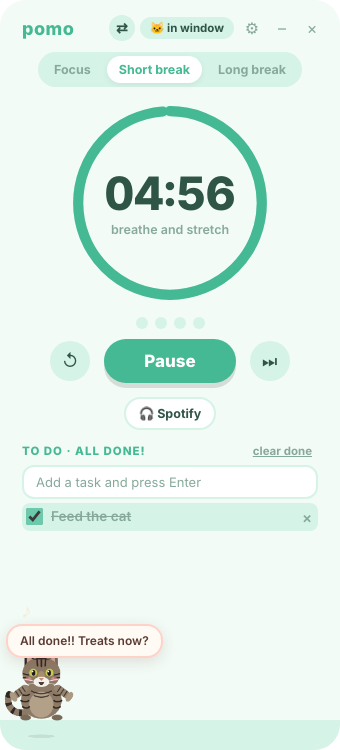 pomo
in window
Focus
Short break
Long break
04:56
breathe and stretch
Pause
Spotify
TO DO · ALL DONE!
clear done
Add a task and press Enter
Feed the cat
All done!! Treats now?